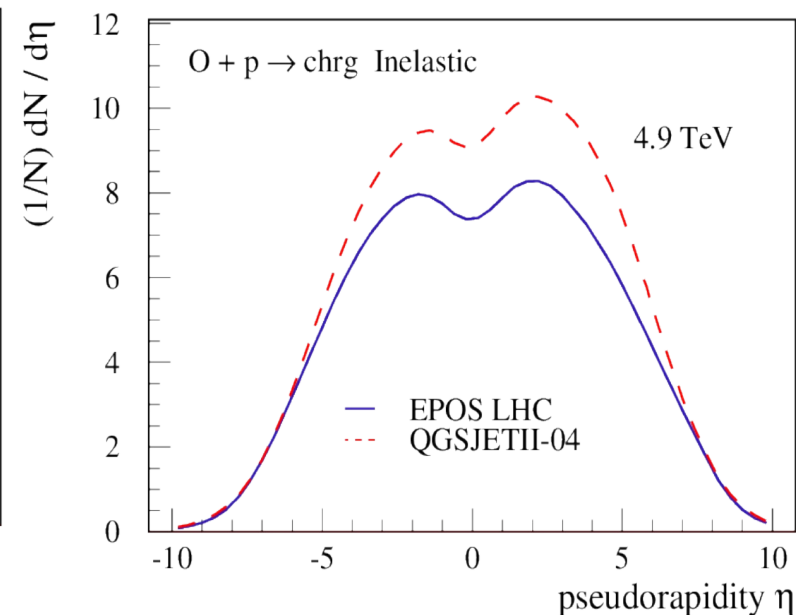 (1/N) dN / dη
12
10
8
6
4
2
0
O + p → chrg Inelastic
4.9 TeV
EPOS LHC
QGSJETII-04
-10 -5 0 5 10
pseudorapidity η